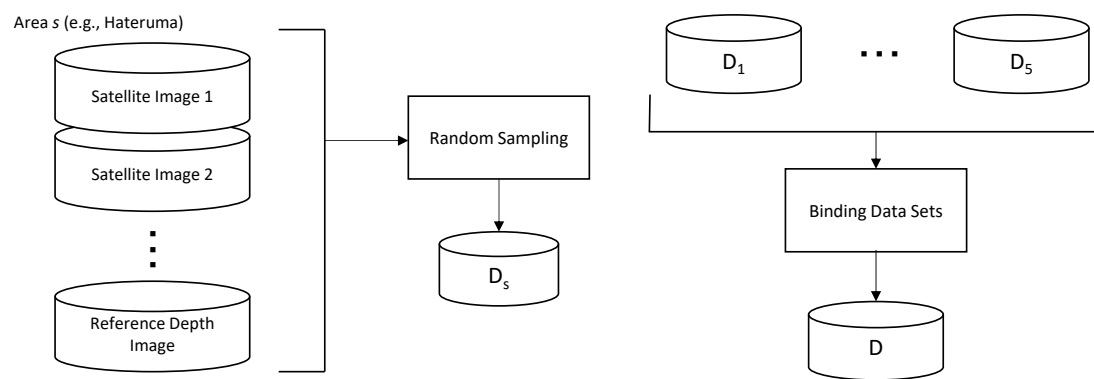 Area s (e.g., Hateruma)
Satellite Image 1
Satellite Image 2
Reference Depth
Image
Random Sampling
Dₛ
D₁
D₅
Binding Data Sets
D